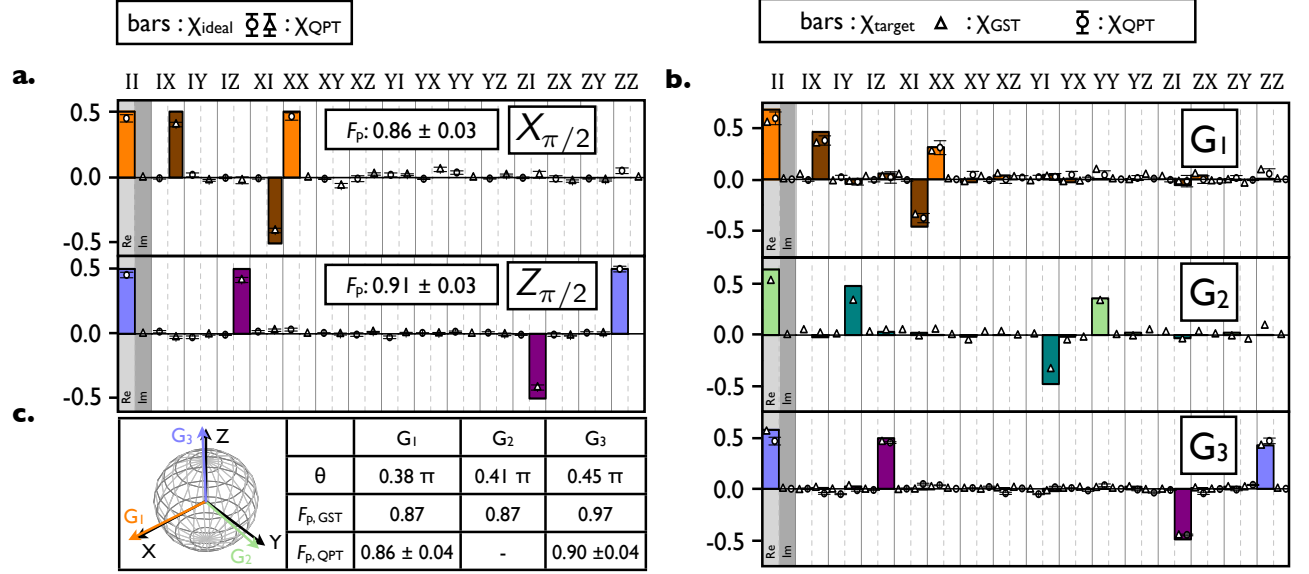 bars : χideal : χQPT
bars : χtarget : χGST : χQPT
a.
II IX IY IZ XI XX XY XZ YI YX YY YZ ZI ZX ZY ZZ
0.5
0.0
-0.5
Re
Im
Fp: 0.86 ± 0.03
Xπ/2
0.5
0.0
-0.5
Re
Im
Fp: 0.91 ± 0.03
Zπ/2
b.
II IX IY IZ XI XX XY XZ YI YX YY YZ ZI ZX ZY ZZ
0.5
0.0
-0.5
Re
Im
G1
0.5
0.0
-0.5
Re
Im
G2
0.5
0.0
-0.5
Re
Im
G3
c.
G3
Z
G1
X
G2
Y
G1 G2 G3
θ 0.38 π 0.41 π 0.45 π
Fp, GST 0.87 0.87 0.97
Fp, QPT 0.86 ± 0.04 - 0.90 ±0.04